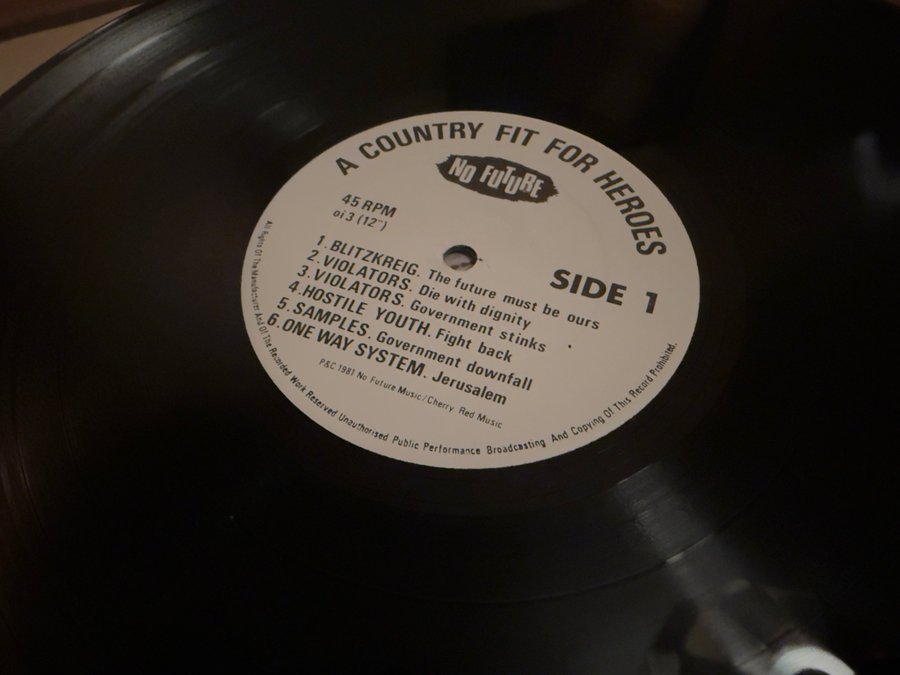 A COUNTRY FIT FOR HEROES
NO FUTURE
45 RPM
oi 3 (12")
SIDE 1
1. BLITZKREIG. The future must be ours
2. VIOLATORS. Die with dignity
3. VIOLATORS. Government stinks
4. HOSTILE YOUTH. Fight back
5. SAMPLES. Government downfall
6. ONE WAY SYSTEM. Jerusalem
P&C 1981 No Future Music/Cherry Red Music
All Rights Of The Manufacturer And Of The Recorded Work Reserved Unauthorised Public Performance Broadcasting And Copying Of This Record Prohibited.